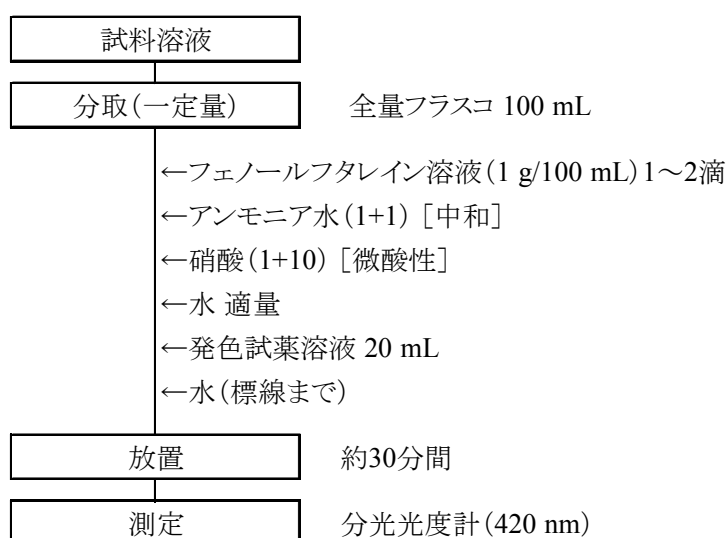 試料溶液
分取(一定量) 全量フラスコ 100 mL
←フェノールフタレイン溶液(1 g/100 mL)1～2滴
←アンモニア水(1+1) [中和]
←硝酸(1+10) [微酸性]
←水 適量
←発色試薬溶液 20 mL
←水(標線まで)
放置 約30分間
測定 分光光度計(420 nm)